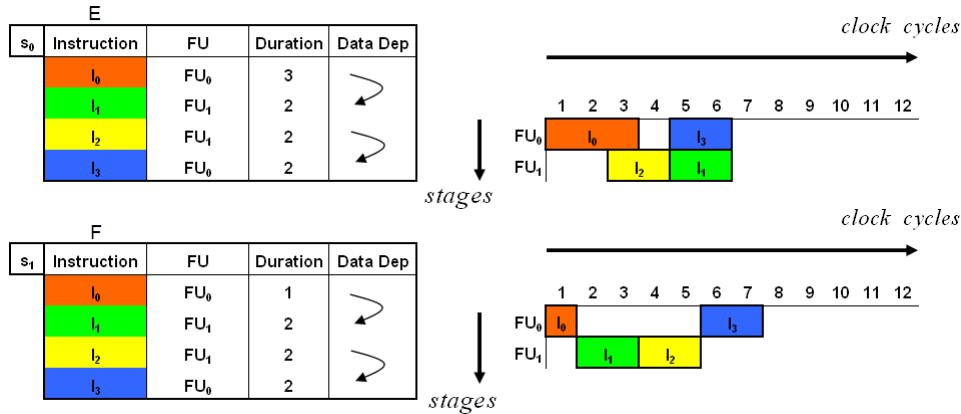 E
s0 Instruction FU Duration Data Dep
I0 FU0 3
I1 FU1 2
I2 FU1 2
I3 FU0 2
stages
clock cycles
1 2 3 4 5 6 7 8 9 10 11 12
FU0 I0 I3
FU1 I2 I1
F
s1 Instruction FU Duration Data Dep
I0 FU0 1
I1 FU1 2
I2 FU1 2
I3 FU0 2
stages
clock cycles
1 2 3 4 5 6 7 8 9 10 11 12
FU0 I0 I3
FU1 I1 I2